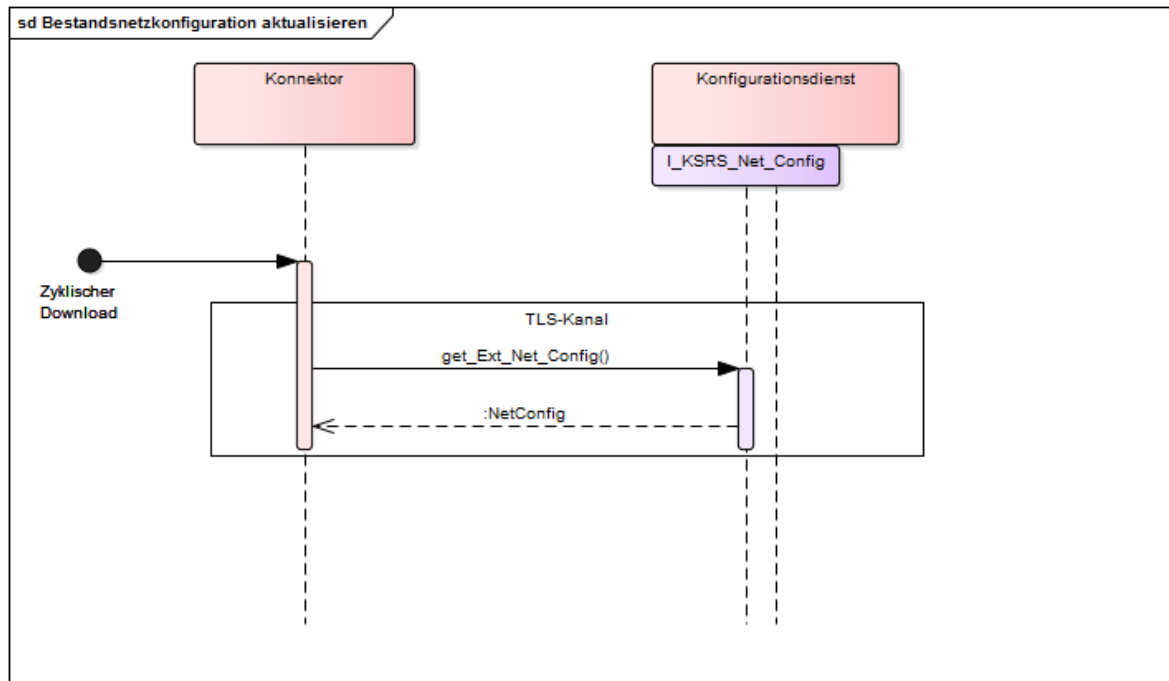 sd Bestandsnetzkonfiguration aktualisieren
Konnektor
Konfigurationsdienst
I_KSRS_Net_Config
Zyklischer
Download
TLS-Kanal
get_Ext_Net_Config()
:NetConfig